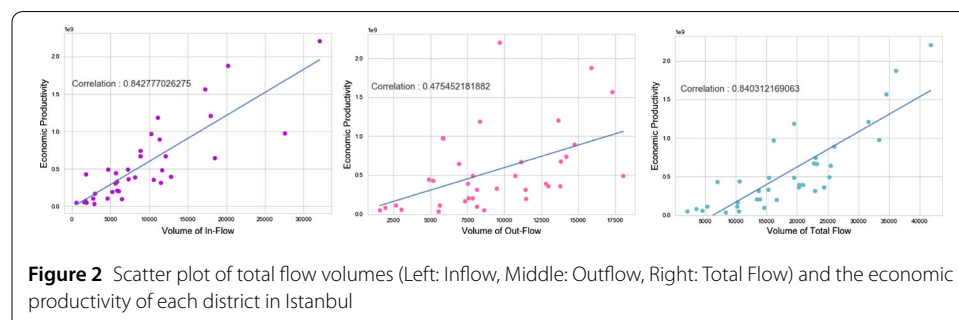 1e9
Correlation : 0.842777026275
Economic Productivity
2.0
1.5
1.0
0.5
0.0
0
5000
10000
15000
20000
25000
30000
Volume of In-Flow
1e9
Correlation : 0.475452181882
Economic Productivity
2.0
1.5
1.0
0.5
0.0
2500
5000
7500
10000
12500
15000
17500
Volume of Out-Flow
1e9
Correlation : 0.840312169063
Economic Productivity
2.0
1.5
1.0
0.5
0.0
5000
10000
15000
20000
25000
30000
35000
40000
Volume of Total Flow
Figure 2 Scatter plot of total flow volumes (Left: Inflow, Middle: Outflow, Right: Total Flow) and the economic
productivity of each district in Istanbul